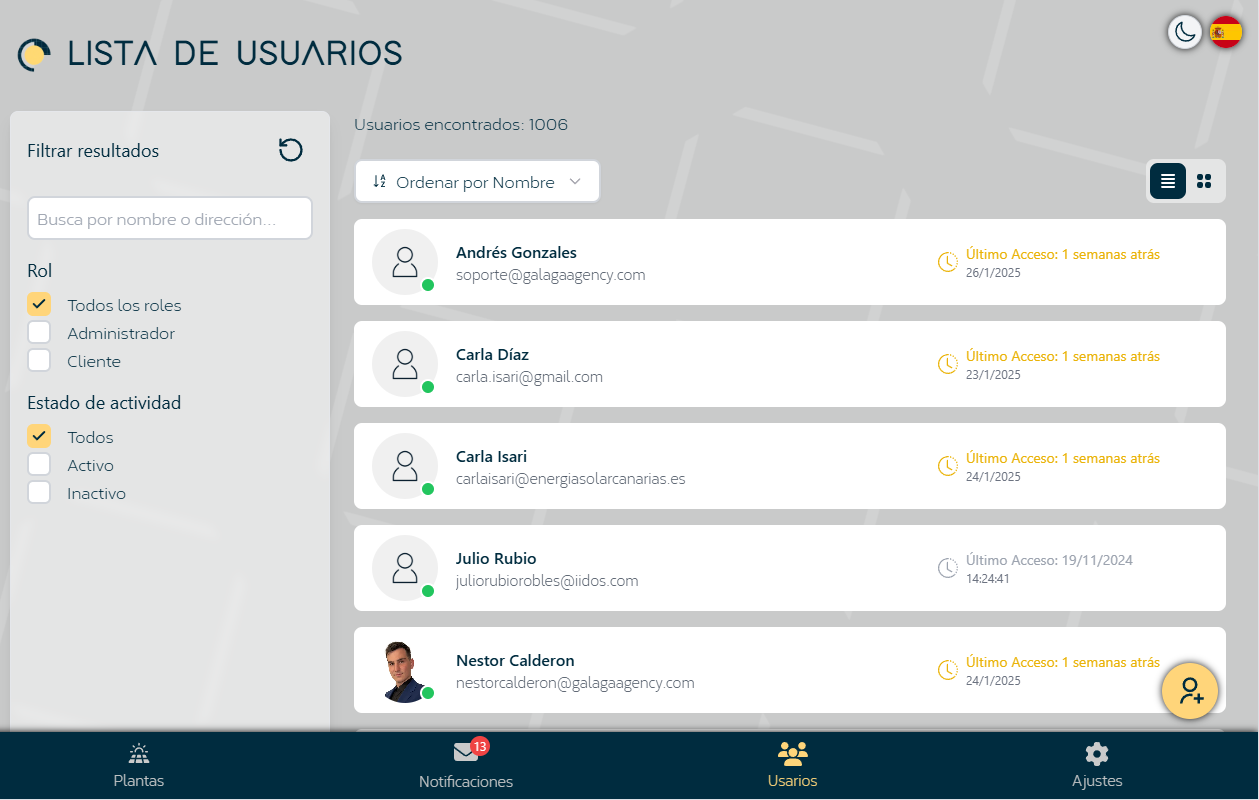 LISTA DE USUARIOS
Filtrar resultados
Busca por nombre o dirección...
Rol
Todos los roles
Administrador
Cliente
Estado de actividad
Todos
Activo
Inactivo
Usuarios encontrados: 1006
Ordenar por Nombre
Andrés Gonzales
soporte@galagaagency.com
Último Acceso: 1 semanas atrás
26/1/2025
Carla Díaz
carla.isari@gmail.com
Último Acceso: 1 semanas atrás
23/1/2025
Carla Isari
carlaisari@energiasolarcanarias.es
Último Acceso: 1 semanas atrás
24/1/2025
Julio Rubio
juliorubiorobles@iidos.com
Último Acceso: 19/11/2024
14:24:41
Nestor Calderon
nestorcalderon@galagaagency.com
Último Acceso: 1 semanas atrás
24/1/2025
Plantas
13
Notificaciones
Usarios
Ajustes